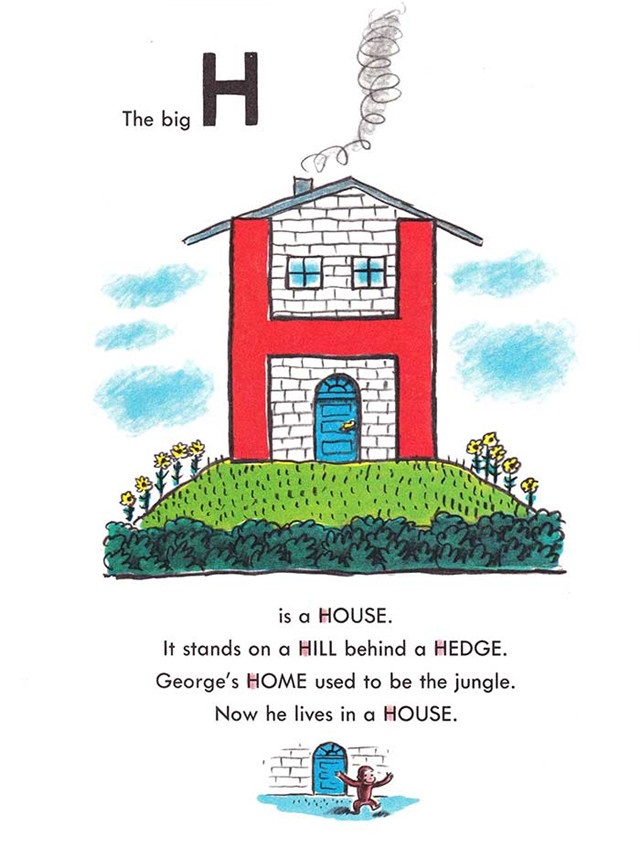 The big H
is a HOUSE.
It stands on a HILL behind a HEDGE.
George's HOME used to be the jungle.
Now he lives in a HOUSE.